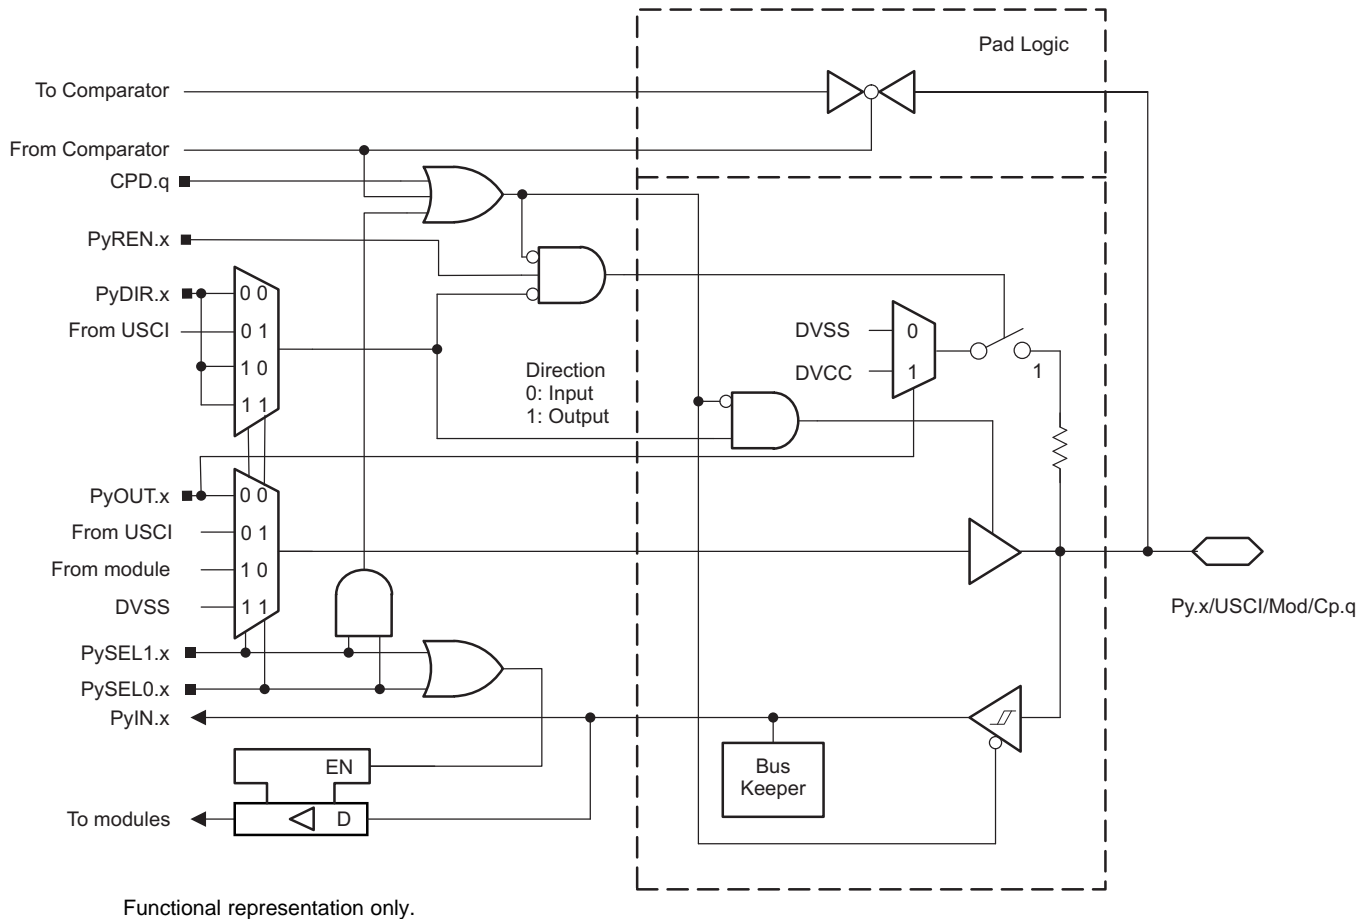 Pad Logic
To Comparator
From Comparator
CPD.q
PyREN.x
PyDIR.x
0 0
From USCI
0 1
1 0
1 1
Direction
0: Input
1: Output
DVSS
0
DVCC
1
1
PyOUT.x
0 0
From USCI
0 1
From module
1 0
DVSS
1 1
Py.x/USCI/Mod/Cp.q
PySEL1.x
PySEL0.x
PyIN.x
EN
Bus
Keeper
To modules
D
Functional representation only.